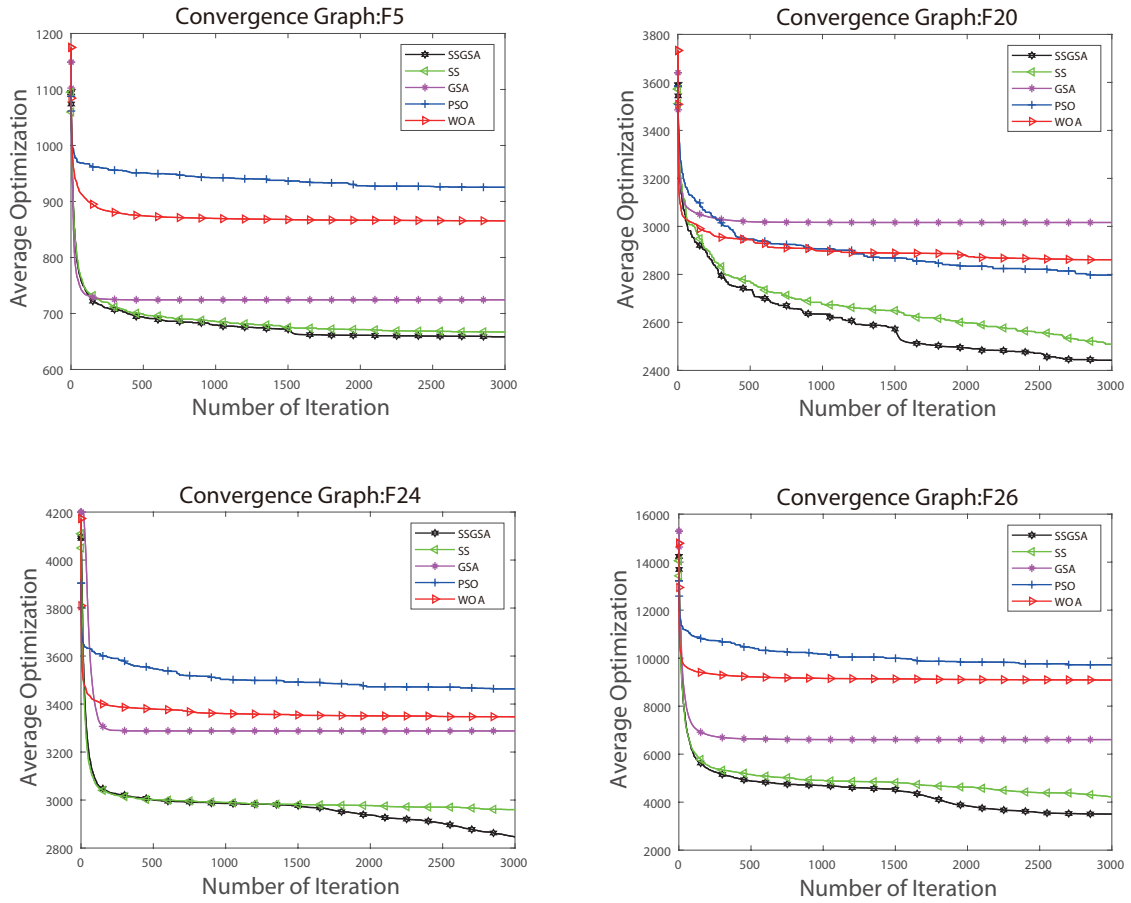 Convergence Graph:F5
1200
1100
1000
900
800
700
600
Average Optimization
0 500 1000 1500 2000 2500 3000
Number of Iteration
SSGSA
SS
GSA
PSO
WOA
Convergence Graph:F20
3800
3600
3400
3200
3000
2800
2600
2400
Average Optimization
0 500 1000 1500 2000 2500 3000
Number of Iteration
SSGSA
SS
GSA
PSO
WOA
Convergence Graph:F24
4200
4000
3800
3600
3400
3200
3000
2800
Average Optimization
0 500 1000 1500 2000 2500 3000
Number of Iteration
SSGSA
SS
GSA
PSO
WOA
Convergence Graph:F26
16000
14000
12000
10000
8000
6000
4000
2000
Average Optimization
0 500 1000 1500 2000 2500 3000
Number of Iteration
SSGSA
SS
GSA
PSO
WOA